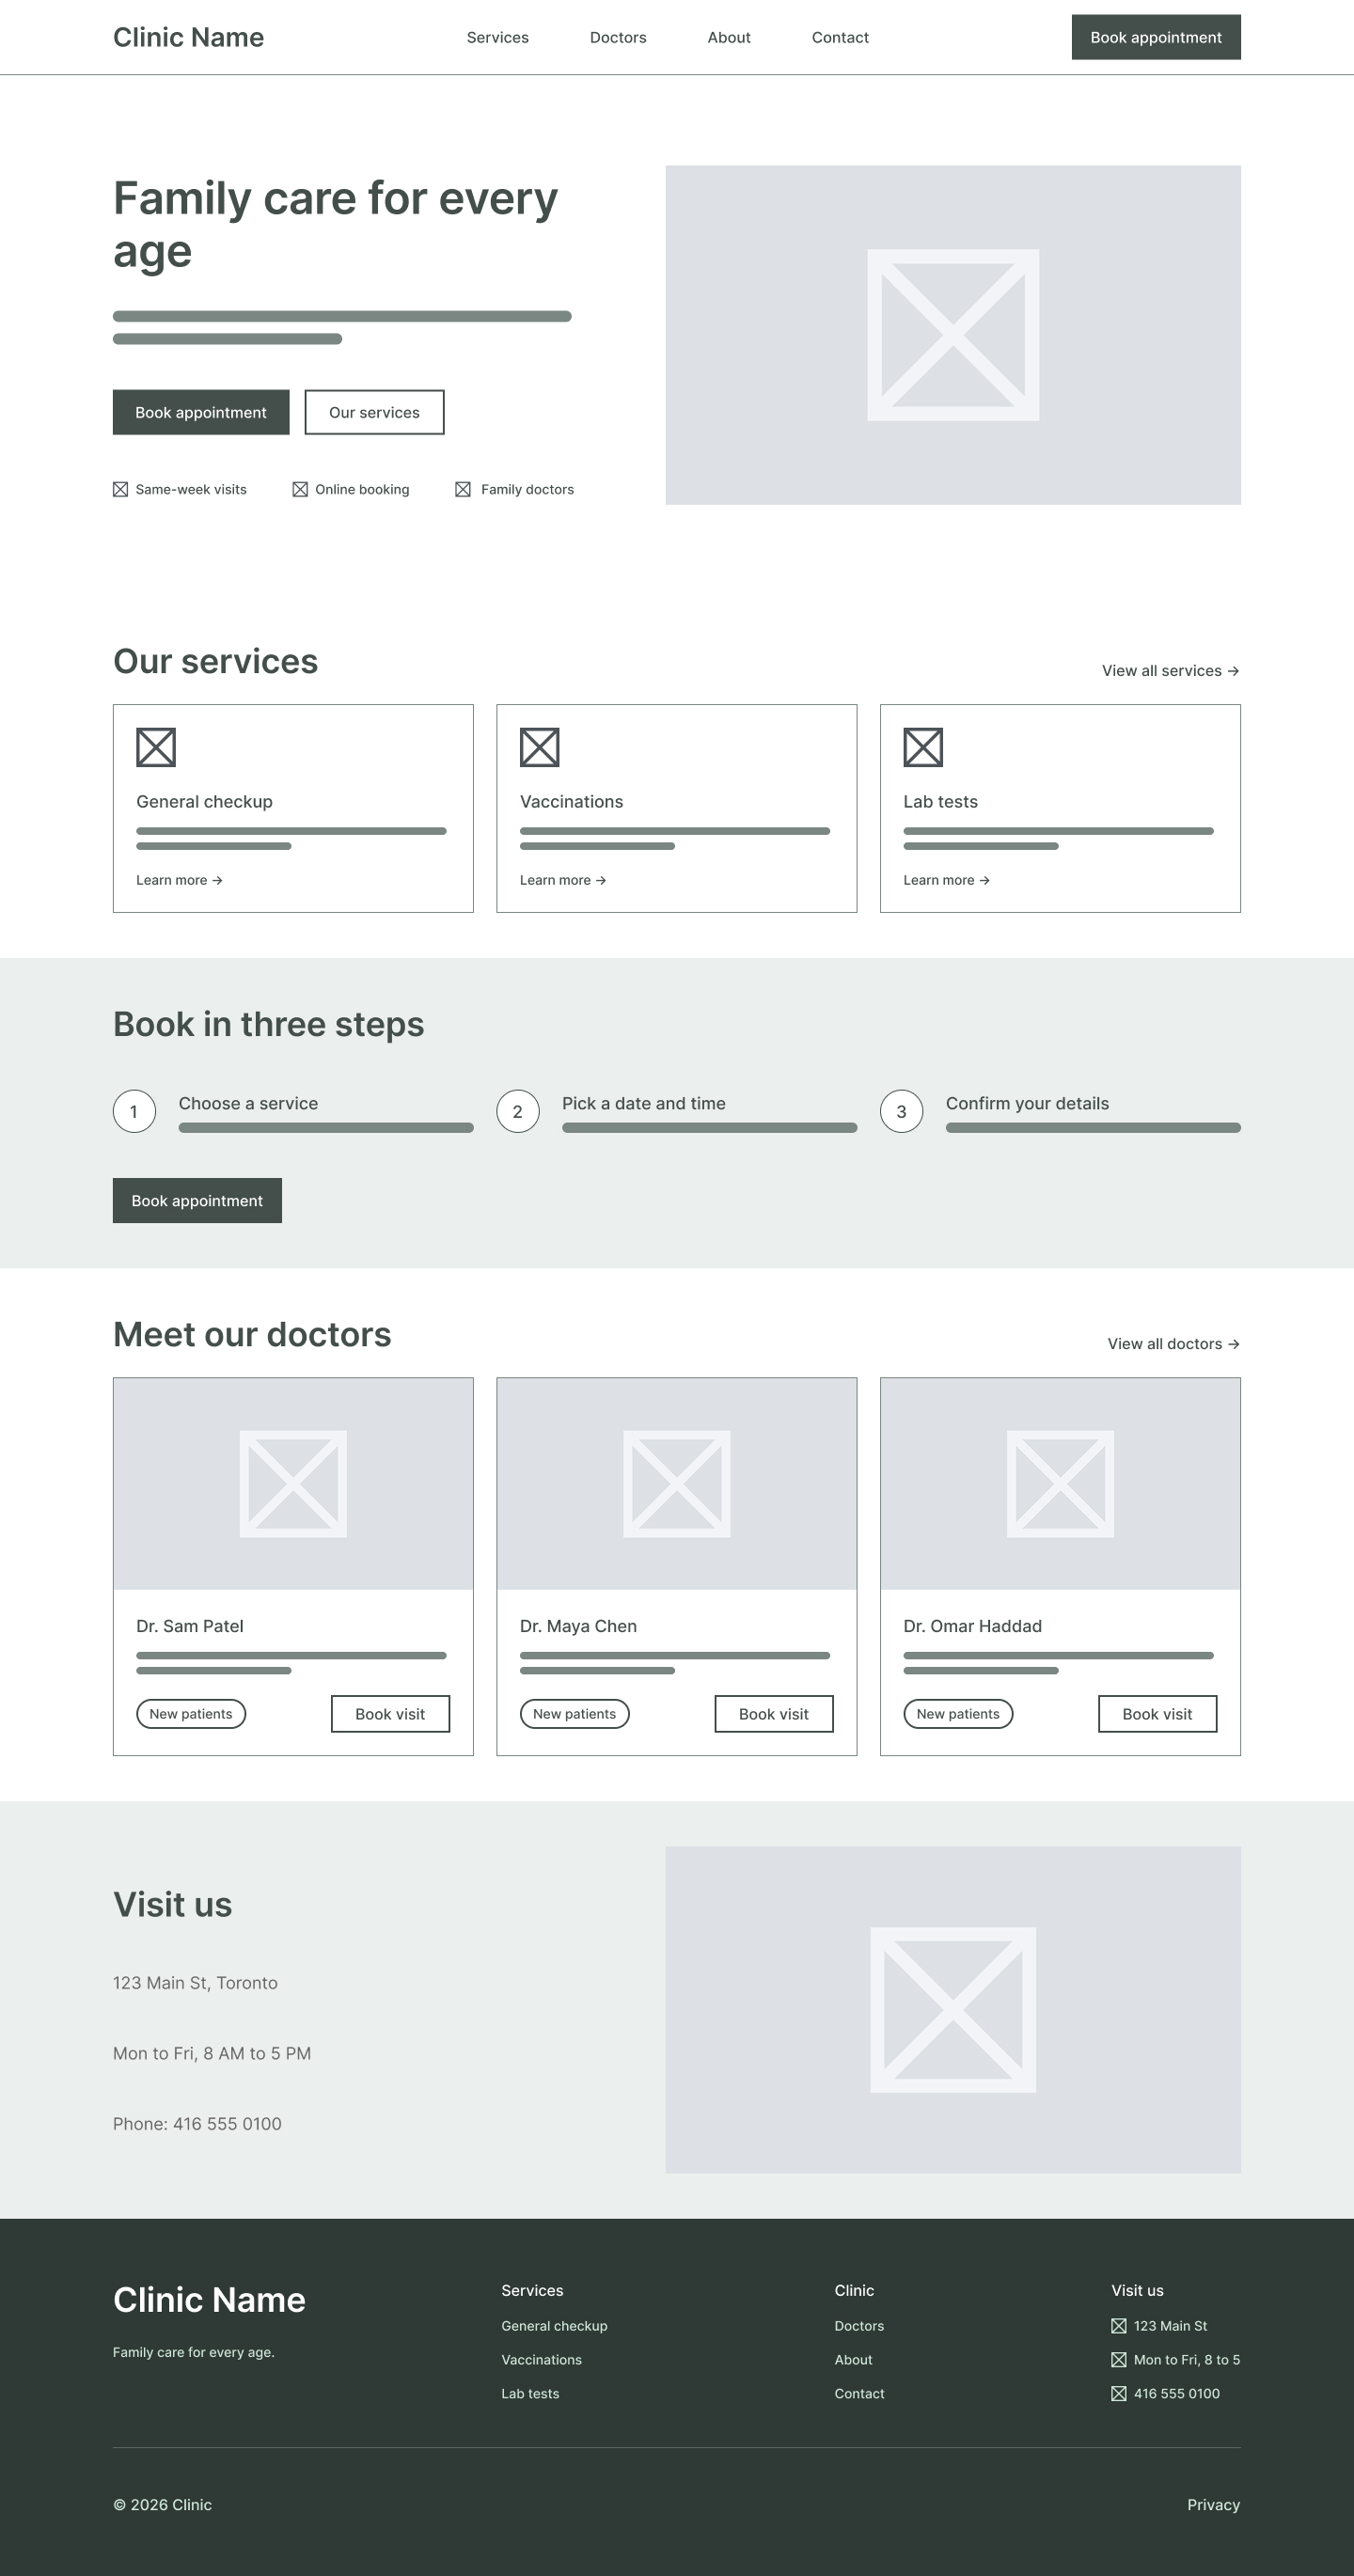 Clinic Name
Services
Doctors
About
Contact
Book appointment
Family care for every
age
Book appointment
Our services
Same-week visits
Online booking
Family doctors
Our services
View all services →
General checkup
Learn more →
Vaccinations
Learn more →
Lab tests
Learn more →
Book in three steps
1
Choose a service
2
Pick a date and time
3
Confirm your details
Book appointment
Meet our doctors
View all doctors →
Dr. Sam Patel
New patients
Book visit
Dr. Maya Chen
New patients
Book visit
Dr. Omar Haddad
New patients
Book visit
Visit us
123 Main St, Toronto
Mon to Fri, 8 AM to 5 PM
Phone: 416 555 0100
Clinic Name
Family care for every age.
Services
General checkup
Vaccinations
Lab tests
Clinic
Doctors
About
Contact
Visit us
123 Main St
Mon to Fri, 8 to 5
416 555 0100
© 2026 Clinic
Privacy